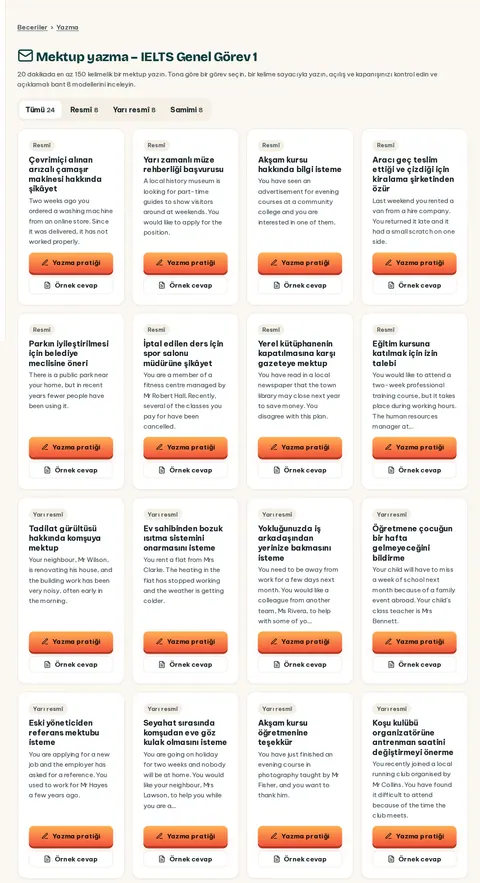 Beceriler › Yazma
Mektup yazma – IELTS Genel Görev 1
20 dakikada en az 150 kelimelik bir mektup yazın. Tona göre bir görev seçin, bir kelime sayacıyla yazın, açılış ve kapanışınızı kontrol edin ve
açıklamalı bant 8 modellerini inceleyin.
Tümü 24 Resmî 8 Yarı resmî 8 Samimi 8
Resmî
Çevrimiçi alınan
arızalı çamaşır
makinesi hakkında
şikâyet
Two weeks ago you
ordered a washing machine
from an online store. Since
it was delivered, it has not
worked properly.
Yazma pratiği
Örnek cevap
Resmî
Yarı zamanlı müze
rehberliği başvurusu
A local history museum is
looking for part-time
guides to show visitors
around at weekends. You
would like to apply for the
position.
Yazma pratiği
Örnek cevap
Resmî
Akşam kursu
hakkında bilgi isteme
You have seen an
advertisement for evening
courses at a community
college and you are
interested in one of them.
Yazma pratiği
Örnek cevap
Resmî
Aracı geç teslim
ettiği ve çizdiği için
kiralama şirketinden
özür
Last weekend you rented a
van from a hire company.
You returned it late and it
had a small scratch on one
side.
Yazma pratiği
Örnek cevap
Resmî
Parkın iyileştirilmesi
için belediye
meclisine öneri
There is a public park near
your home, but in recent
years fewer people have
been using it.
Yazma pratiği
Örnek cevap
Resmî
İptal edilen ders için
spor salonu
müdürüne şikâyet
You are a member of a
fitness centre managed by
Mr Robert Hall. Recently,
several of the classes you
pay for have been
cancelled.
Yazma pratiği
Örnek cevap
Resmî
Yerel kütüphanenin
kapatılmasına karşı
gazeteye mektup
You have read in a local
newspaper that the town
library may close next year
to save money. You
disagree with this plan.
Yazma pratiği
Örnek cevap
Resmî
Eğitim kursuna
katılmak için izin
talebi
You would like to attend a
two-week professional
training course, but it takes
place during working hours.
The human resources
manager at…
Yazma pratiği
Örnek cevap
Yarı resmî
Tadilat gürültüsü
hakkında komşuya
mektup
Your neighbour, Mr Wilson,
is renovating his house, and
the building work has been
very noisy, often early in
the morning.
Yazma pratiği
Örnek cevap
Yarı resmî
Ev sahibinden bozuk
ısıtma sistemini
onarmasını isteme
You rent a flat from Mrs
Clarke. The heating in the
flat has stopped working
and the weather is getting
colder.
Yazma pratiği
Örnek cevap
Yarı resmî
Yokluğunuzda iş
arkadaşından
yerinize bakmasını
isteme
You need to be away from
work for a few days next
month. You would like a
colleague from another
team, Ms Rivera, to help
with some of yo…
Yazma pratiği
Örnek cevap
Yarı resmî
Öğretmene çocuğun
bir hafta
gelmeyeceğini
bildirme
Your child will have to miss
a week of school next
month because of a family
event abroad. Your child's
class teacher is Mrs
Bennett.
Yazma pratiği
Örnek cevap
Yarı resmî
Eski yöneticiden
referans mektubu
isteme
You are applying for a new
job and the employer has
asked for a reference. You
used to work for Mr Hayes
a few years ago.
Yazma pratiği
Örnek cevap
Yarı resmî
Seyahat sırasında
komşudan eve göz
kulak olmasını isteme
You are going on holiday
for two weeks and nobody
will be at home. You would
like your neighbour, Mrs
Lawson, to help you while
you are a…
Yazma pratiği
Örnek cevap
Yarı resmî
Akşam kursu
öğretmenine
teşekkür
You have just finished an
evening course in
photography taught by Mr
Fisher, and you want to
thank him.
Yazma pratiği
Örnek cevap
Yarı resmî
Koşu kulübü
organizatörüne
antrenman saatini
değiştirmeyi önerme
You recently joined a local
running club organised by
Mr Collins. You have found
it difficult to attend
because of the time the
club meets.
Yazma pratiği
Örnek cevap